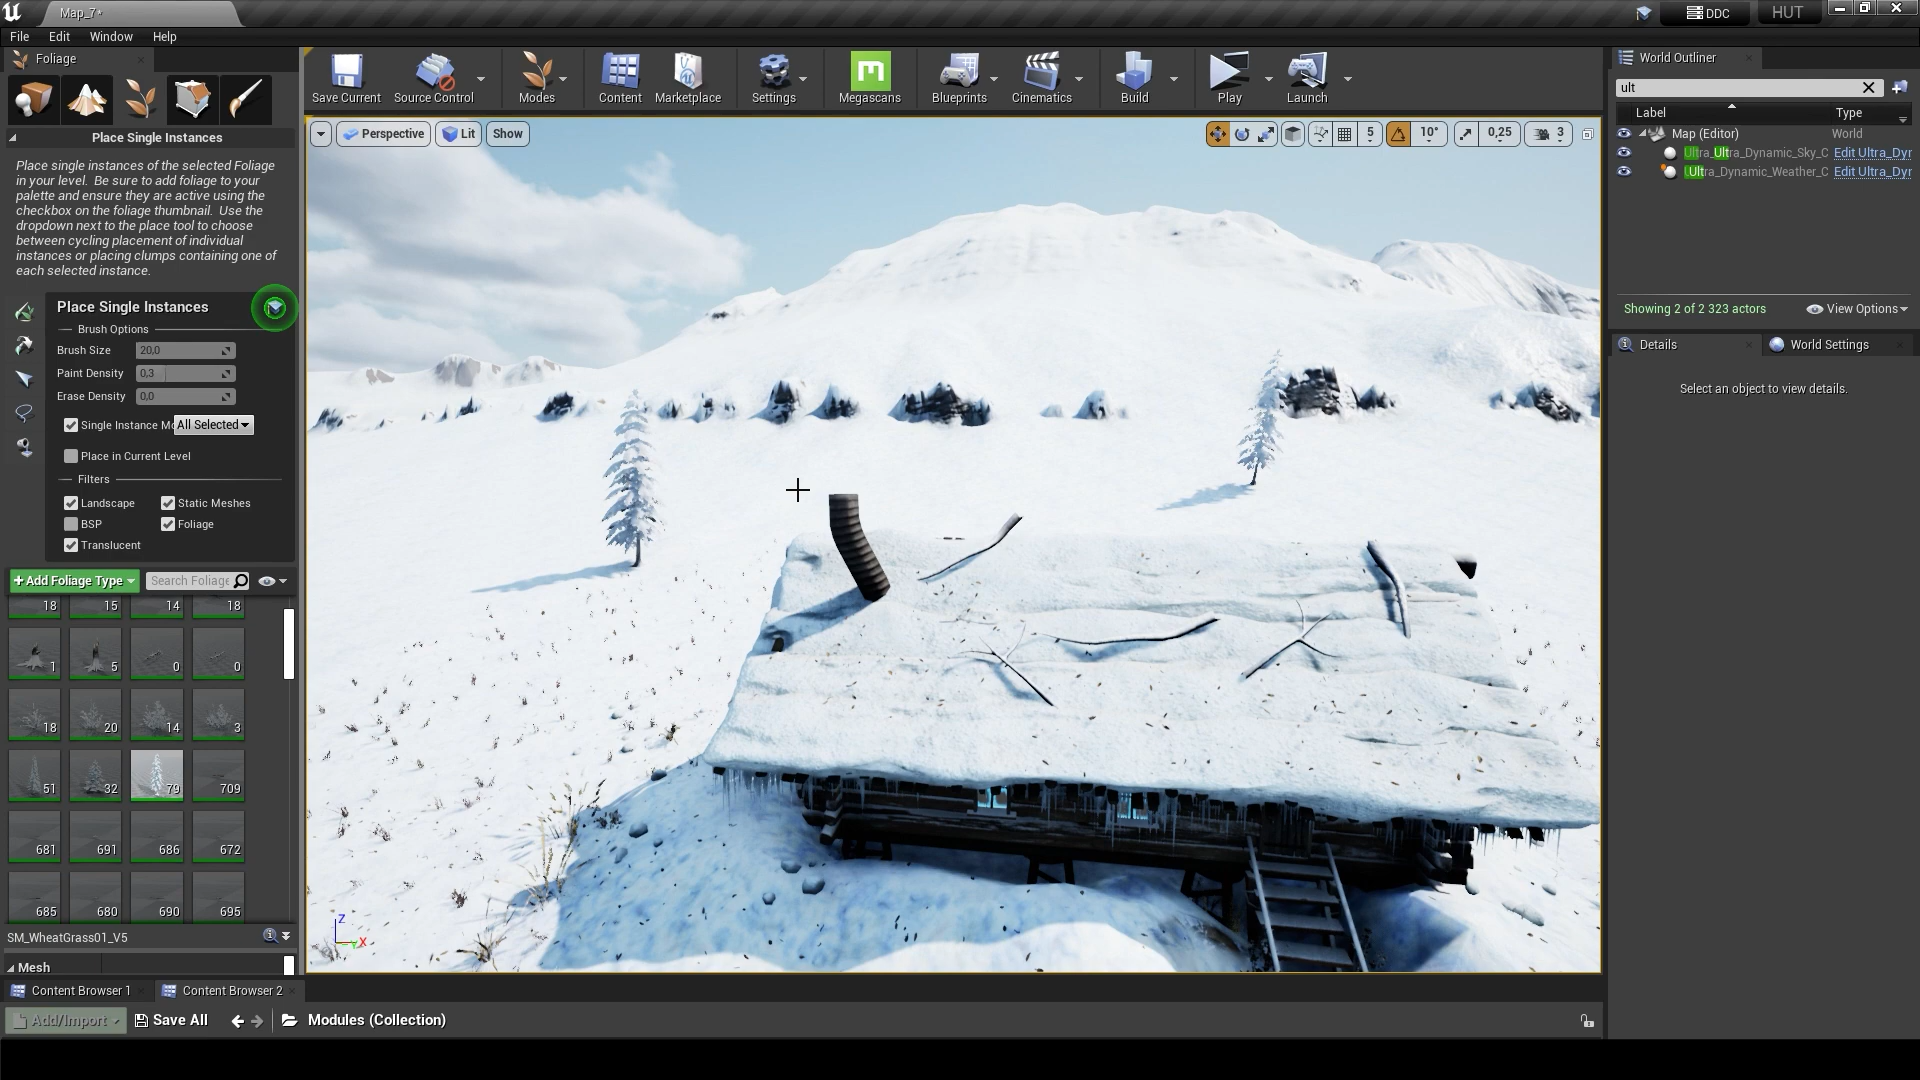 Map_7*
DDC
HUT
File Edit Window Help
Foliage
Save Current
Source Control
Modes
Content
Marketplace
Settings
Megascans
Blueprints
Cinematics
Build
Play
Launch
World Outliner
ult
Label
Type
Map (Editor)
World
Ultra_Ultra_Dynamic_Sky_C
Edit Ultra_Dyr
Ultra_Dynamic_Weather_C
Edit Ultra_Dyr
Showing 2 of 2 323 actors
View Options
Details
World Settings
Select an object to view details.
Place Single Instances
Place single instances of the selected Foliage
in your level. Be sure to add foliage to your
palette and ensure they are active using the
checkbox on the foliage thumbnail. Use the
dropdown next to the place tool to choose
between cycling placement of individual
instances or placing clumps containing one of
each selected instance.
Place Single Instances
Brush Options
Brush Size 20,0
Paint Density 0,3
Erase Density 0,0
Single Instance Mo All Selected
Place in Current Level
Filters
Landscape Static Meshes
BSP Foliage
Translucent
+ Add Foliage Type
Search Foliage
18 15 14 18
1 5 0 0
18 20 14 3
51 32 79 709
681 691 686 672
685 680 690 695
SM_WheatGrass01_V5
Mesh
Perspective
Lit
Show
5
10°
0,25
3
Z
Y
X
Content Browser 1
Content Browser 2
Add/Import
Save All
Modules (Collection)